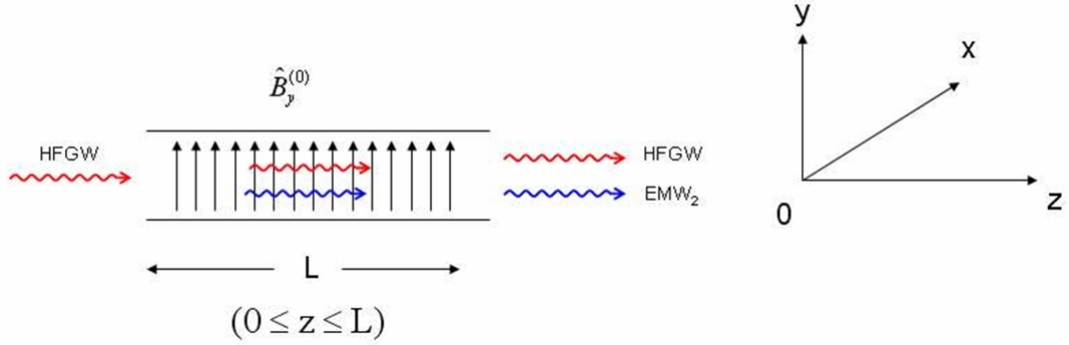 B̂_y^(0)
HFGW
HFGW
EMW₂
L
(0 ≤ z ≤ L)
y
x
0
z